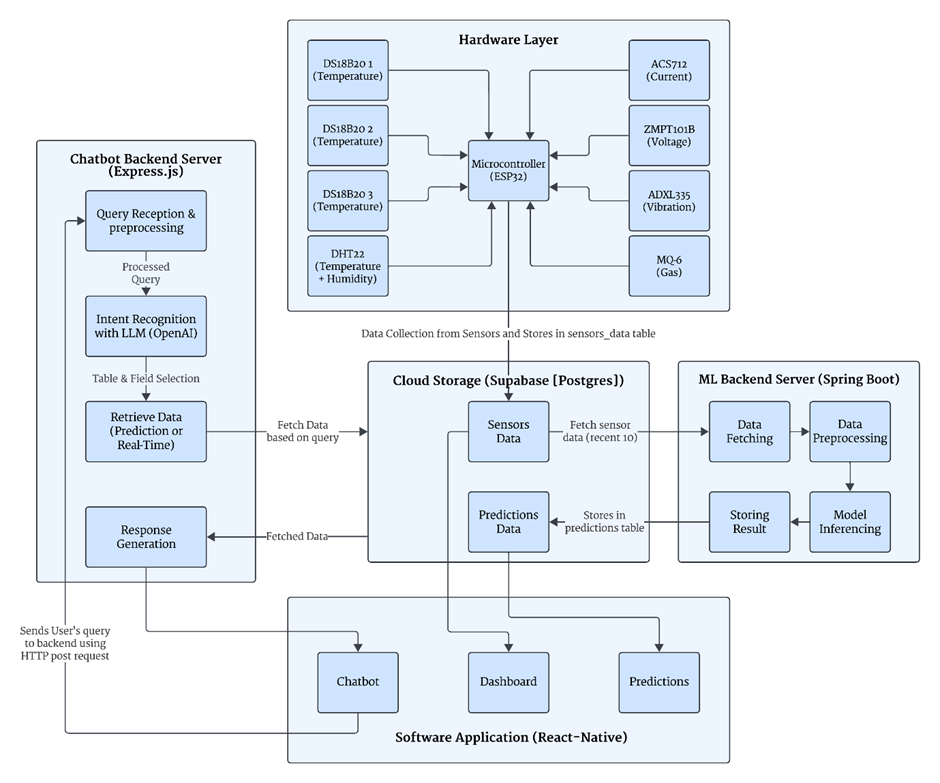 Hardware Layer
DS18B20 1
(Temperature)
DS18B20 2
(Temperature)
DS18B20 3
(Temperature)
DHT22
(Temperature
+ Humidity)
Microcontroller
(ESP32)
ACS712
(Current)
ZMPT101B
(Voltage)
ADXL335
(Vibration)
MQ-6
(Gas)
Chatbot Backend Server
(Express.js)
Query Reception &
preprocessing
Processed
Query
Intent Recognition
with LLM (OpenAI)
Table & Field Selection
Retrieve Data
(Prediction or
Real-Time)
Response
Generation
Data Collection from Sensors and Stores in sensors_data table
Fetch Data
based on query
Fetched Data
Cloud Storage (Supabase [Postgres])
Sensors
Data
Predictions
Data
Fetch sensor
data (recent 10)
Stores in
predictions table
ML Backend Server (Spring Boot)
Data
Fetching
Data
Preprocessing
Storing
Result
Model
Inferencing
Sends User's query
to backend using
HTTP post request
Chatbot
Dashboard
Predictions
Software Application (React-Native)